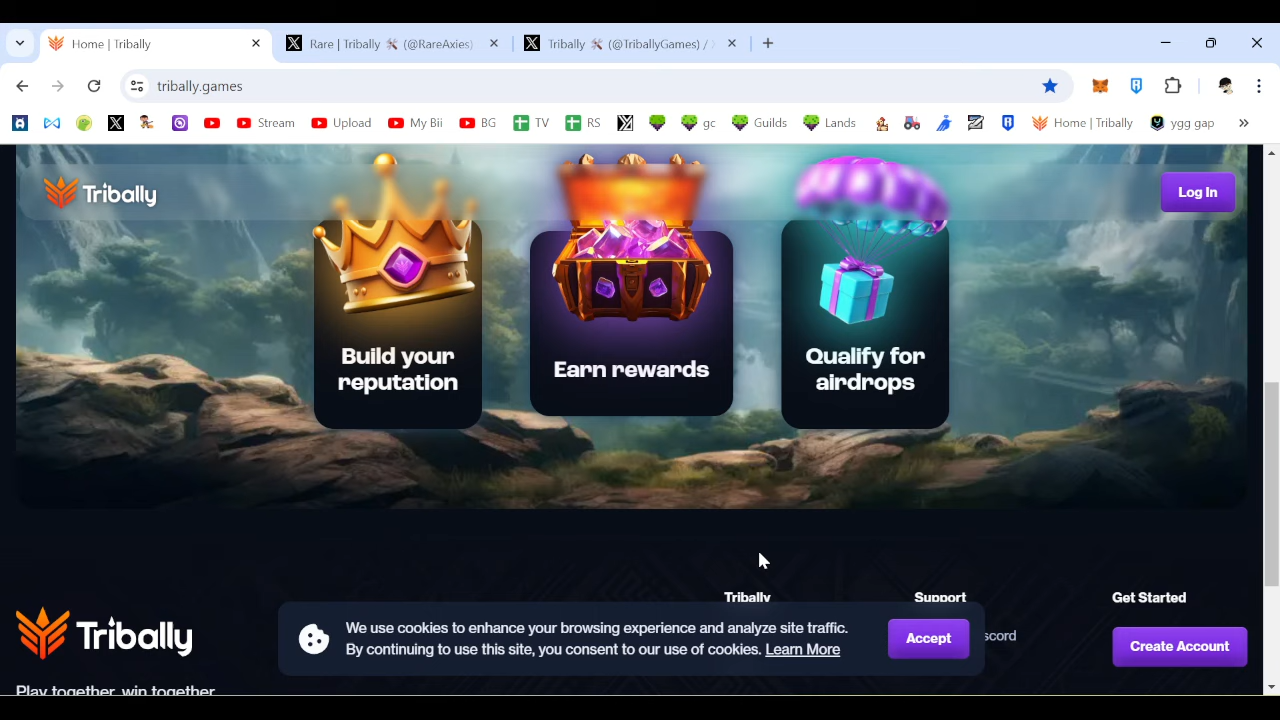 Home | Tribally
Rare | Tribally 🛠 (@RareAxies)
Tribally 🛠 (@TriballyGames) /
tribally.games
Stream
Upload
My Bii
BG
TV
RS
gc
Guilds
Lands
Home | Tribally
ygg gap
Tribally
Log In
Build your
reputation
Earn rewards
Qualify for
airdrops
Tribally
Support
Get Started
Tribally
We use cookies to enhance your browsing experience and analyze site traffic.
By continuing to use this site, you consent to our use of cookies. Learn More
Accept
scord
Create Account
Play together, win together